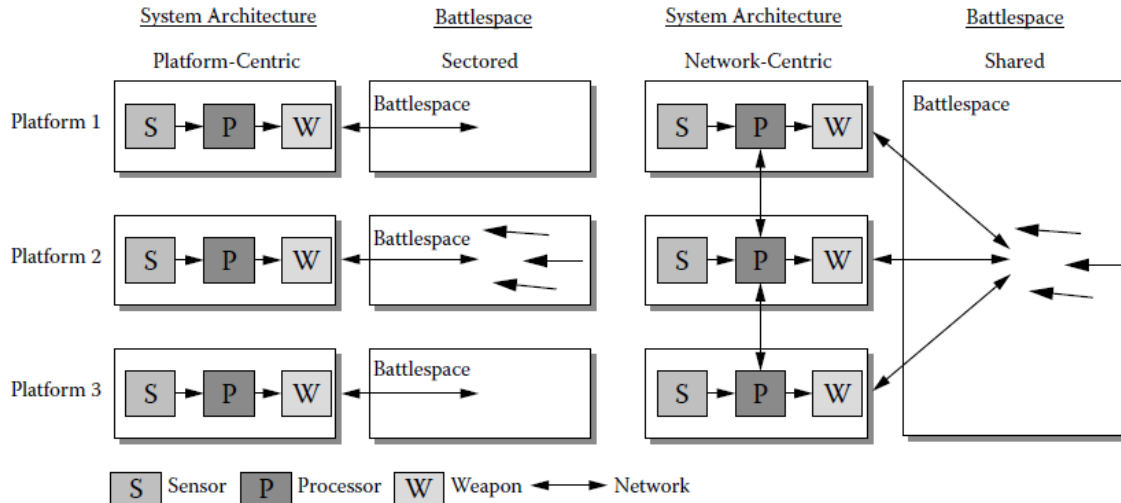 System Architecture Battlespace System Architecture Battlespace
Platform-Centric Sectored Network-Centric Shared
Platform 1 S P W Battlespace S P W Battlespace
Platform 2 S P W Battlespace S P W
Platform 3 S P W Battlespace S P W
S Sensor P Processor W Weapon Network